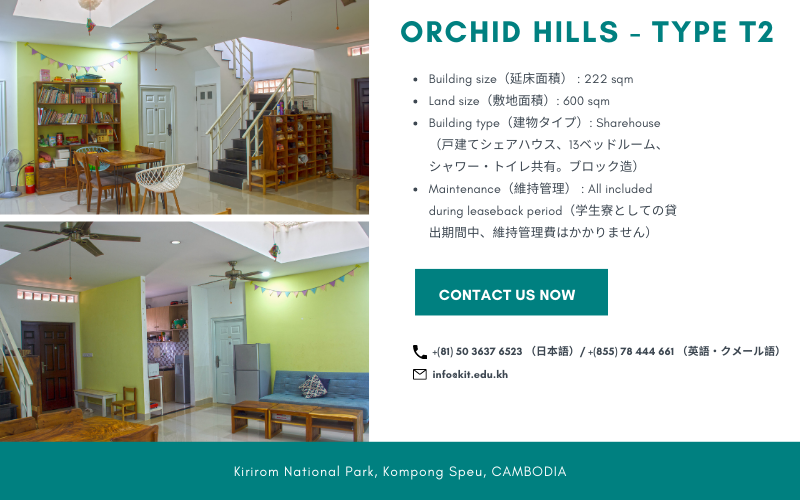 ORCHID HILLS - TYPE T2
• Building size（延床面積）: 222 sqm
• Land size（敷地面積）: 600 sqm
• Building type（建物タイプ）: Sharehouse
（戸建てシェアハウス、13ベッドルーム、
シャワー・トイレ共有。ブロック造）
• Maintenance（維持管理）: All included
during leaseback period（学生寮としての貸
出期間中、維持管理費はかかりません）
CONTACT US NOW
+(81) 50 3637 6523 （日本語）/ +(855) 78 444 661 （英語・クメール語）
info@kit.edu.kh
Kirirom National Park, Kompong Speu, CAMBODIA